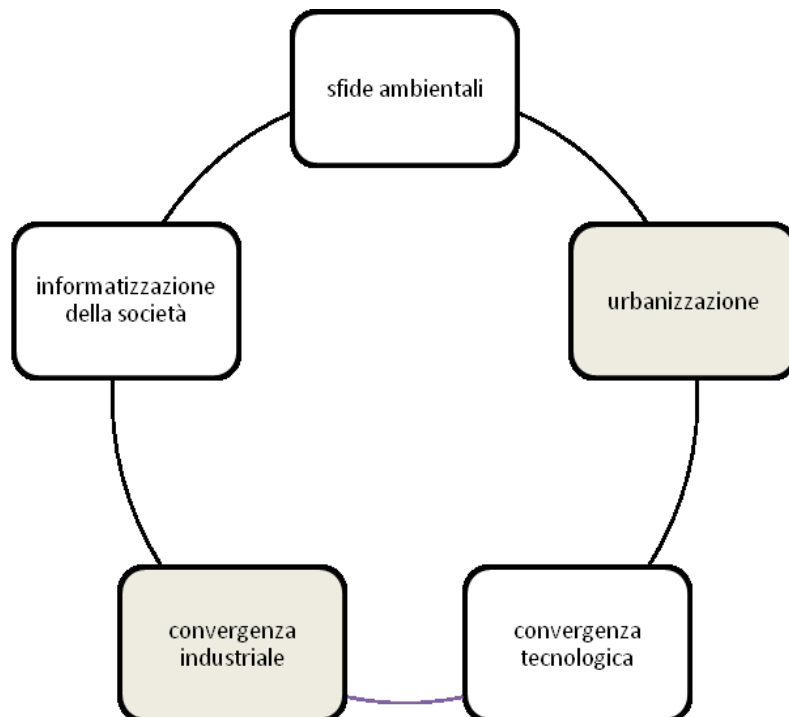 sfide ambientali
urbanizzazione
convergenza
tecnologica
convergenza
industriale
informatizzazione
della società